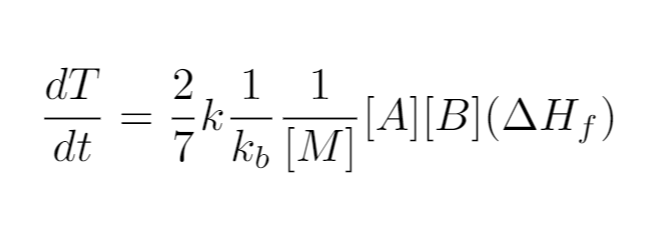 dT/dt = 2/7 k 1/k_b 1/[M] [A][B](ΔH_f)